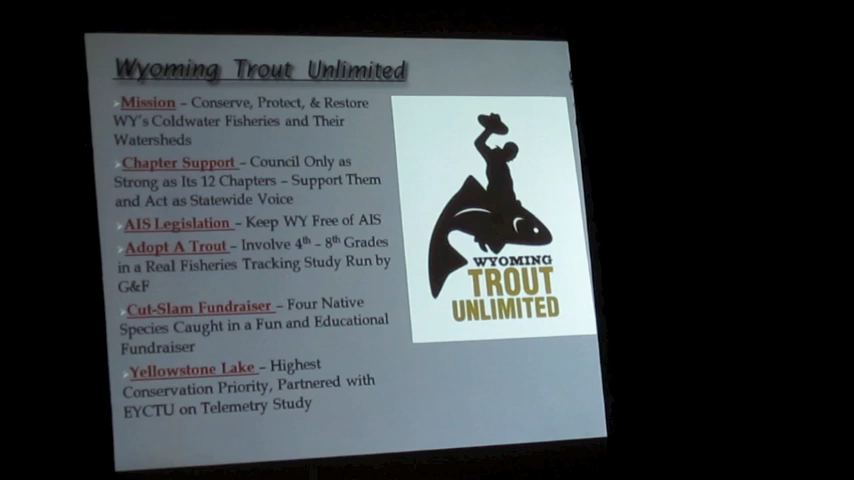 Wyoming Trout Unlimited
Mission – Conserve, Protect, & Restore
WY's Coldwater Fisheries and Their
Watersheds
Chapter Support – Council Only as
Strong as Its 12 Chapters – Support Them
and Act as Statewide Voice
AIS Legislation – Keep WY Free of AIS
Adopt A Trout – Involve 4th – 8th Grades
in a Real Fisheries Tracking Study Run by
G&F
Cut-Slam Fundraiser – Four Native
Species Caught in a Fun and Educational
Fundraiser
Yellowstone Lake – Highest
Conservation Priority, Partnered with
EYCTU on Telemetry Study
WYOMING
TROUT
UNLIMITED